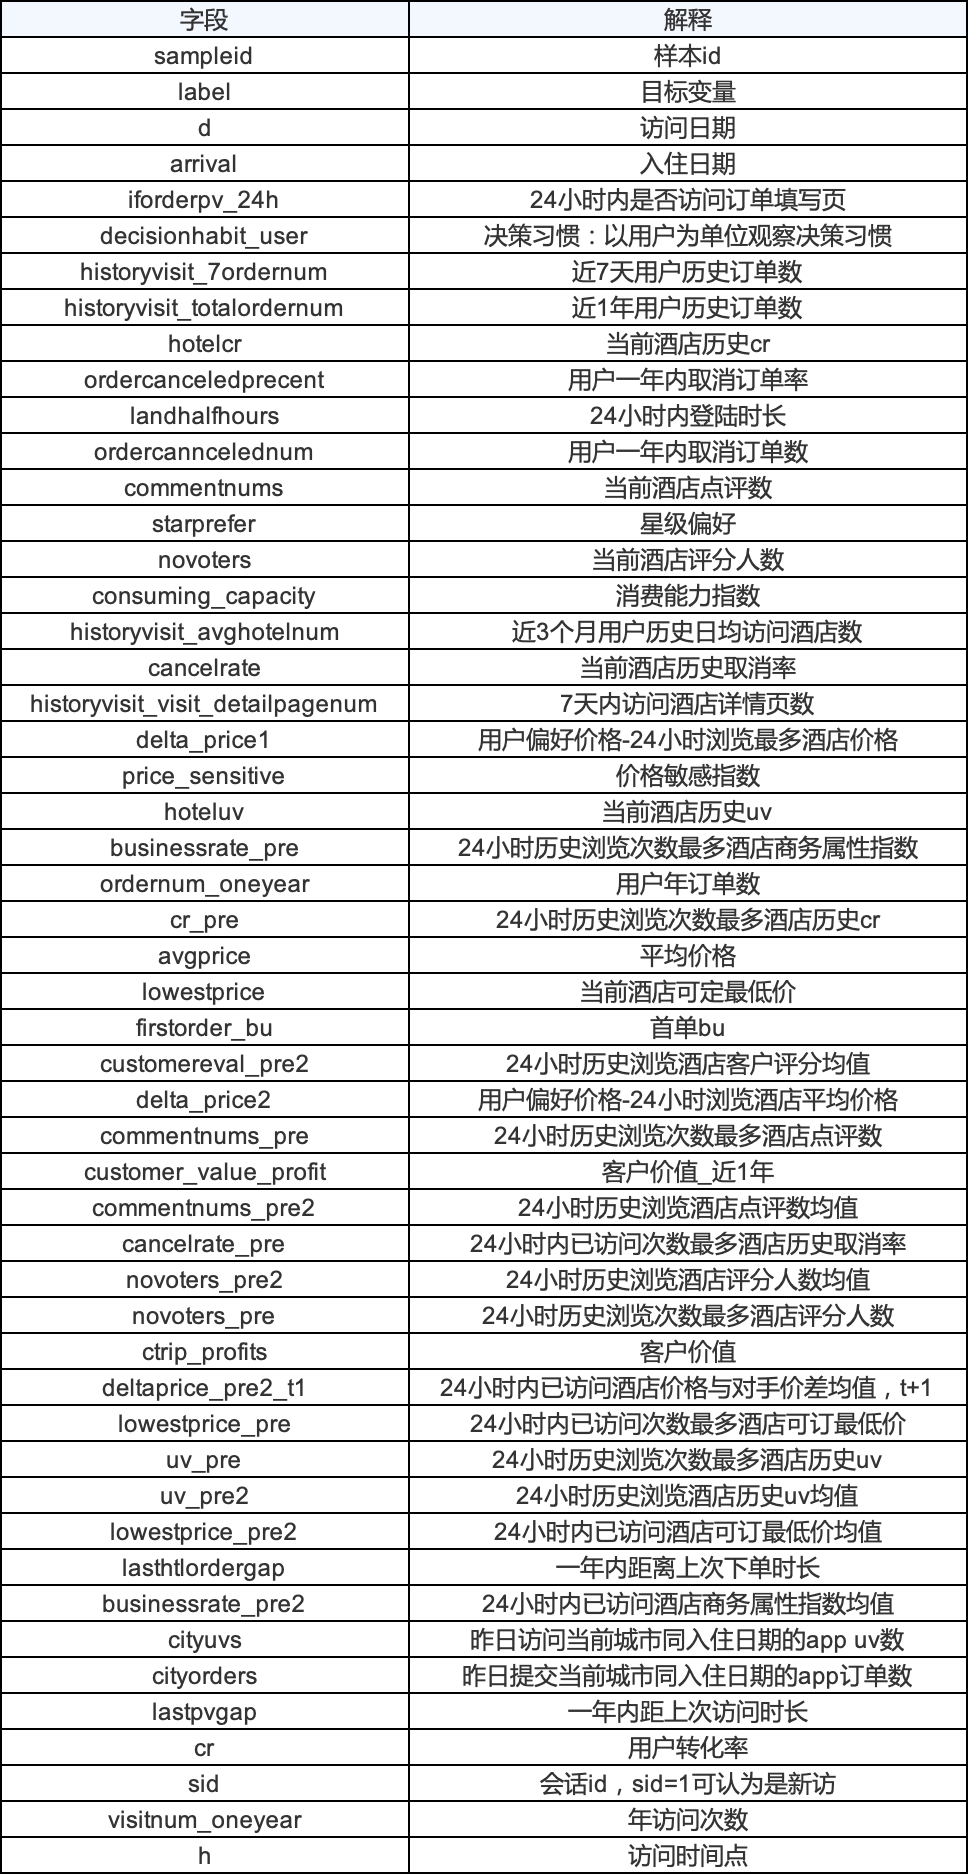 字段 解释
sampleid 样本id
label 目标变量
d 访问日期
arrival 入住日期
iforderpv_24h 24小时内是否访问订单填写页
decisionhabit_user 决策习惯：以用户为单位观察决策习惯
historyvisit_7ordernum 近7天用户历史订单数
historyvisit_totalordernum 近1年用户历史订单数
hotelcr 当前酒店历史cr
ordercanceledprecent 用户一年内取消订单率
landhalfhours 24小时内登陆时长
ordercanncelednum 用户一年内取消订单数
commentnums 当前酒店点评数
starprefer 星级偏好
novoters 当前酒店评分人数
consuming_capacity 消费能力指数
historyvisit_avghotelnum 近3个月用户历史日均访问酒店数
cancelrate 当前酒店历史取消率
historyvisit_visit_detailpagenum 7天内访问酒店详情页数
delta_price1 用户偏好价格-24小时浏览最多酒店价格
price_sensitive 价格敏感指数
hoteluv 当前酒店历史uv
businessrate_pre 24小时历史浏览次数最多酒店商务属性指数
ordernum_oneyear 用户年订单数
cr_pre 24小时历史浏览次数最多酒店历史cr
avgprice 平均价格
lowestprice 当前酒店可定最低价
firstorder_bu 首单bu
customereval_pre2 24小时历史浏览酒店客户评分均值
delta_price2 用户偏好价格-24小时浏览酒店平均价格
commentnums_pre 24小时历史浏览次数最多酒店点评数
customer_value_profit 客户价值_近1年
commentnums_pre2 24小时历史浏览酒店点评数均值
cancelrate_pre 24小时内已访问次数最多酒店历史取消率
novoters_pre2 24小时历史浏览酒店评分人数均值
novoters_pre 24小时历史浏览次数最多酒店评分人数
ctrip_profits 客户价值
deltaprice_pre2_t1 24小时内已访问酒店价格与对手价差均值，t+1
lowestprice_pre 24小时内已访问次数最多酒店可订最低价
uv_pre 24小时历史浏览次数最多酒店历史uv
uv_pre2 24小时历史浏览酒店历史uv均值
lowestprice_pre2 24小时内已访问酒店可订最低价均值
lasthtlordergap 一年内距离上次下单时长
businessrate_pre2 24小时内已访问酒店商务属性指数均值
cityuvs 昨日访问当前城市同入住日期的app uv数
cityorders 昨日提交当前城市同入住日期的app订单数
lastpvgap 一年内距上次访问时长
cr 用户转化率
sid 会话id，sid=1可认为是新访
visitnum_oneyear 年访问次数
h 访问时间点